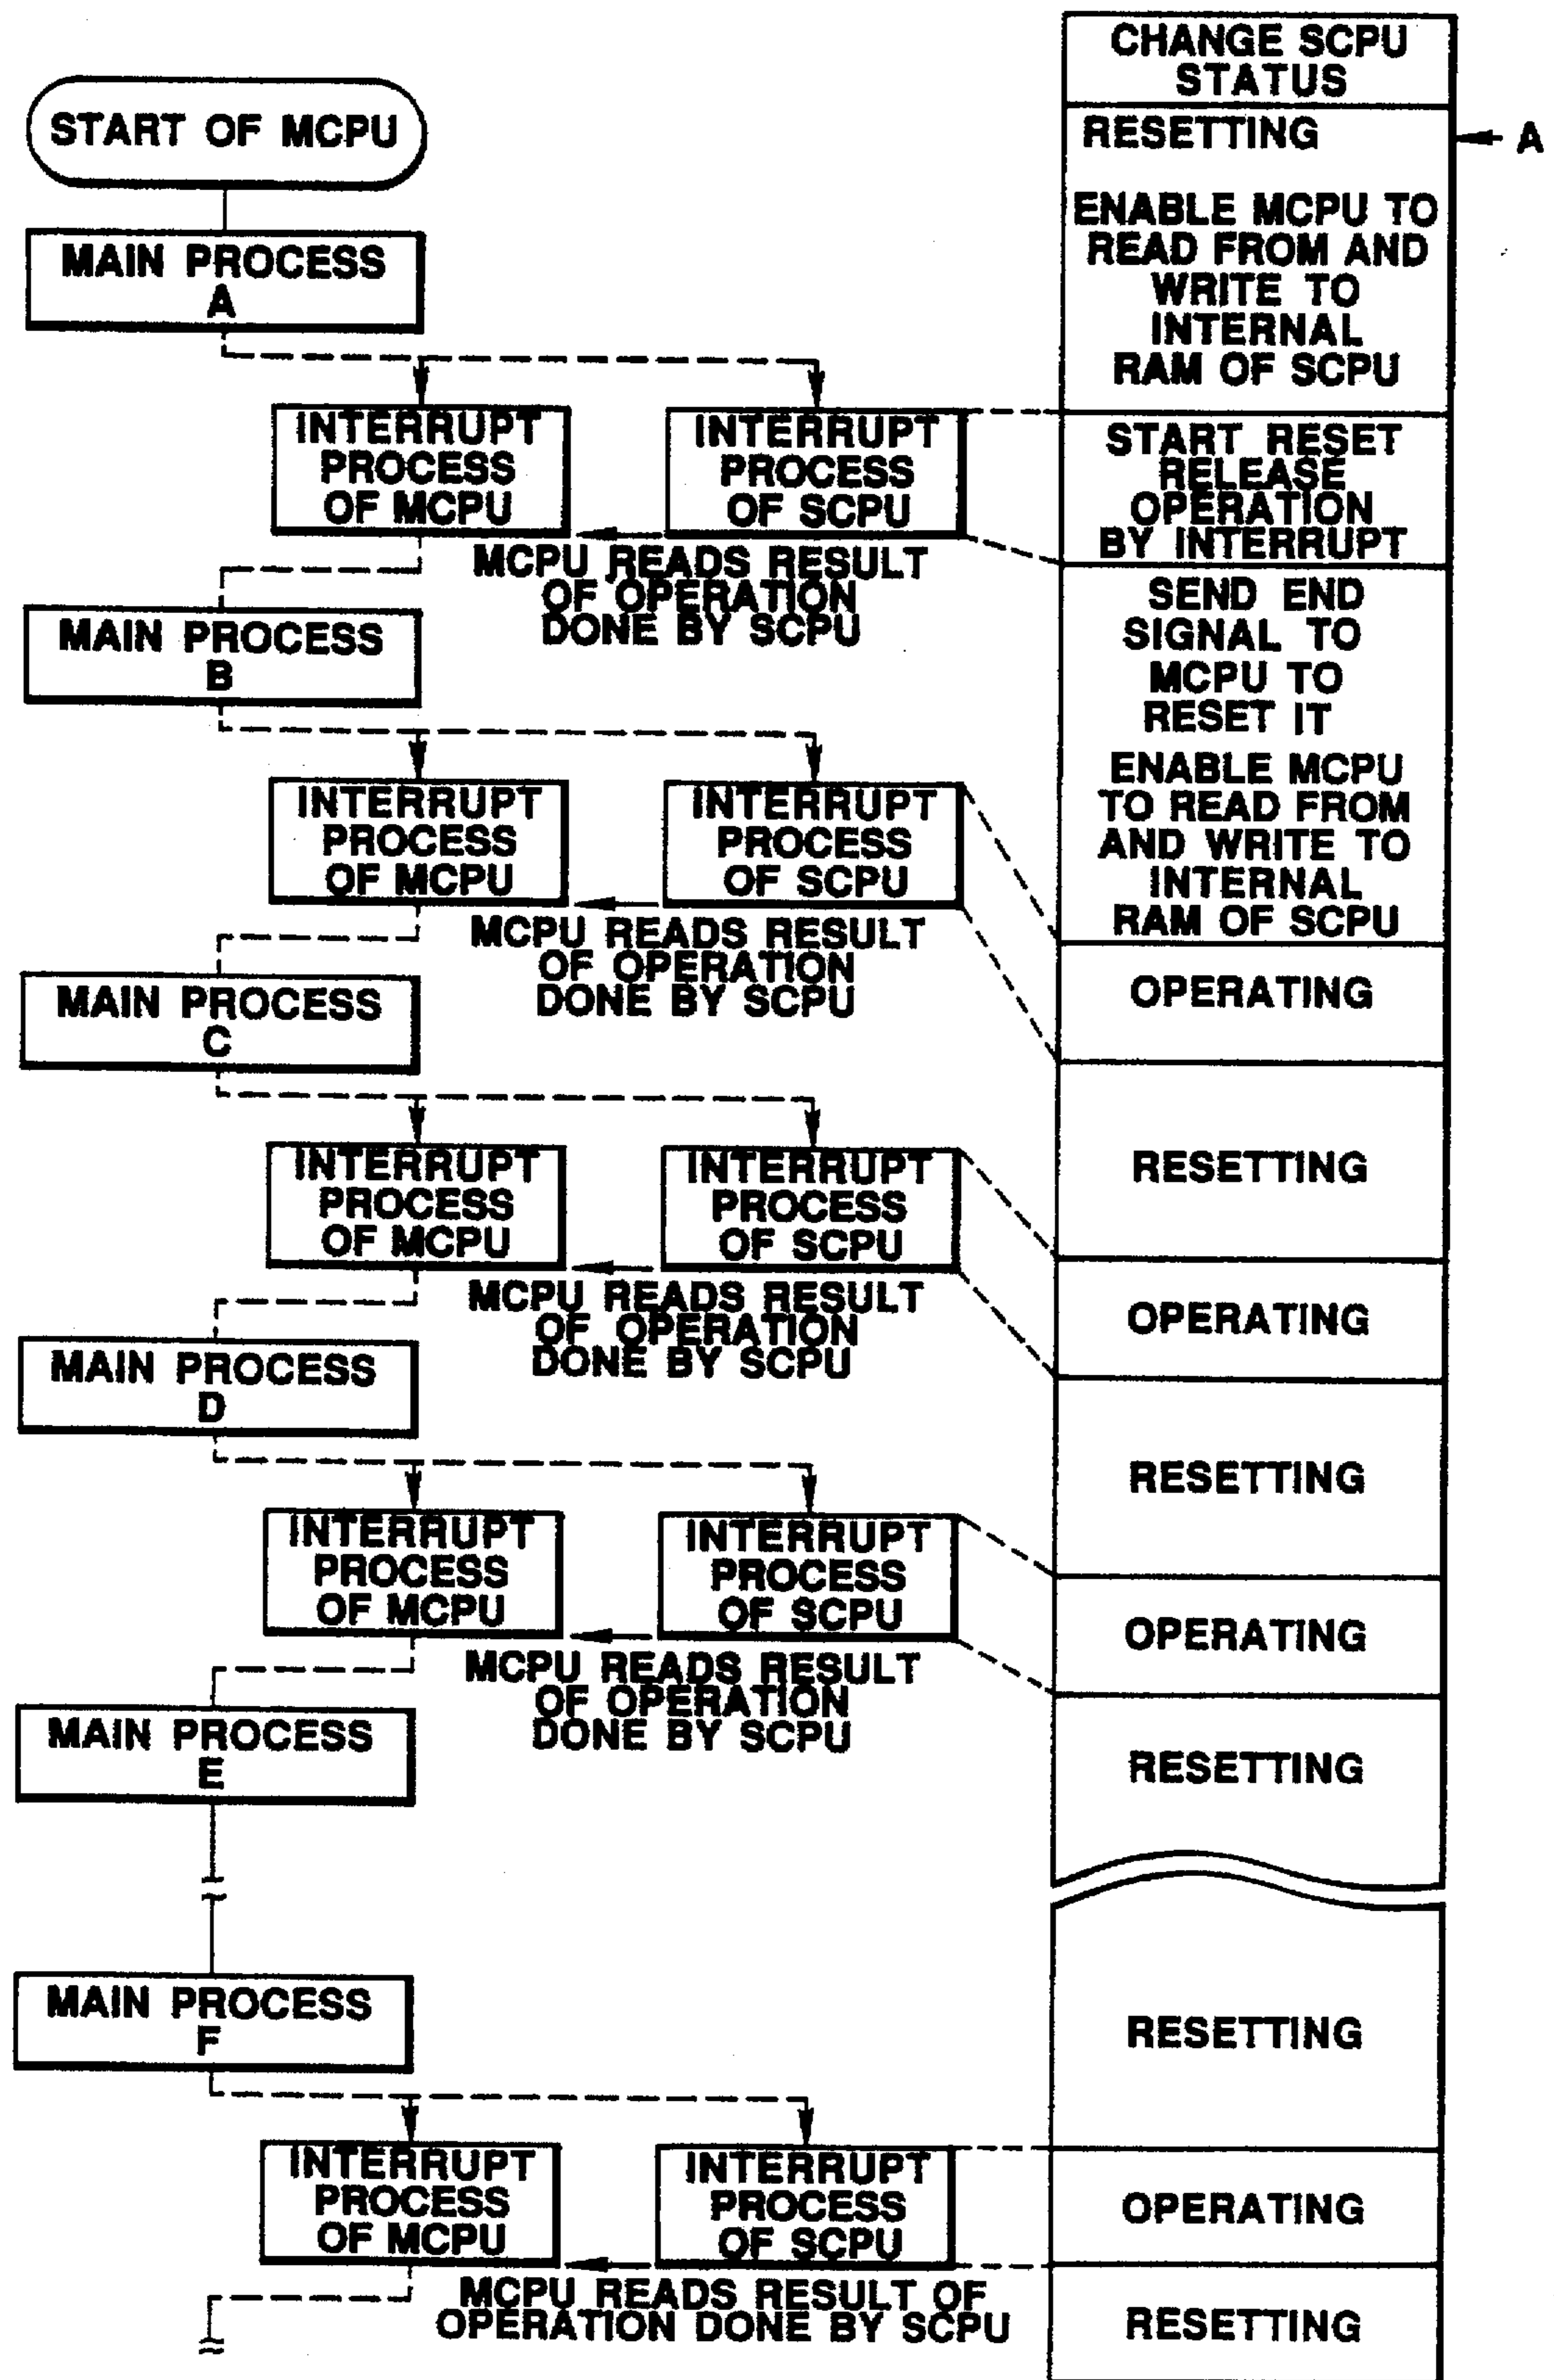 START OF MCPU
MAIN PROCESS
A
INTERRUPT
PROCESS
OF MCPU
INTERRUPT
PROCESS
OF SCPU
MCPU READS RESULT
OF OPERATION
DONE BY SCPU
MAIN PROCESS
B
INTERRUPT
PROCESS
OF MCPU
INTERRUPT
PROCESS
OF SCPU
MCPU READS RESULT
OF OPERATION
DONE BY SCPU
MAIN PROCESS
C
INTERRUPT
PROCESS
OF MCPU
INTERRUPT
PROCESS
OF SCPU
MCPU READS RESULT
OF OPERATION
DONE BY SCPU
MAIN PROCESS
D
INTERRUPT
PROCESS
OF MCPU
INTERRUPT
PROCESS
OF SCPU
MCPU READS RESULT
OF OPERATION
DONE BY SCPU
MAIN PROCESS
E
MAIN PROCESS
F
INTERRUPT
PROCESS
OF MCPU
INTERRUPT
PROCESS
OF SCPU
MCPU READS RESULT OF
OPERATION DONE BY SCPU
CHANGE SCPU
STATUS
RESETTING
A
ENABLE MCPU TO
READ FROM AND
WRITE TO
INTERNAL
RAM OF SCPU
START RESET
RELEASE
OPERATION
BY INTERRUPT
SEND END
SIGNAL TO
MCPU TO
RESET IT
ENABLE MCPU
TO READ FROM
AND WRITE TO
INTERNAL
RAM OF SCPU
OPERATING
RESETTING
OPERATING
RESETTING
OPERATING
RESETTING
RESETTING
OPERATING
RESETTING